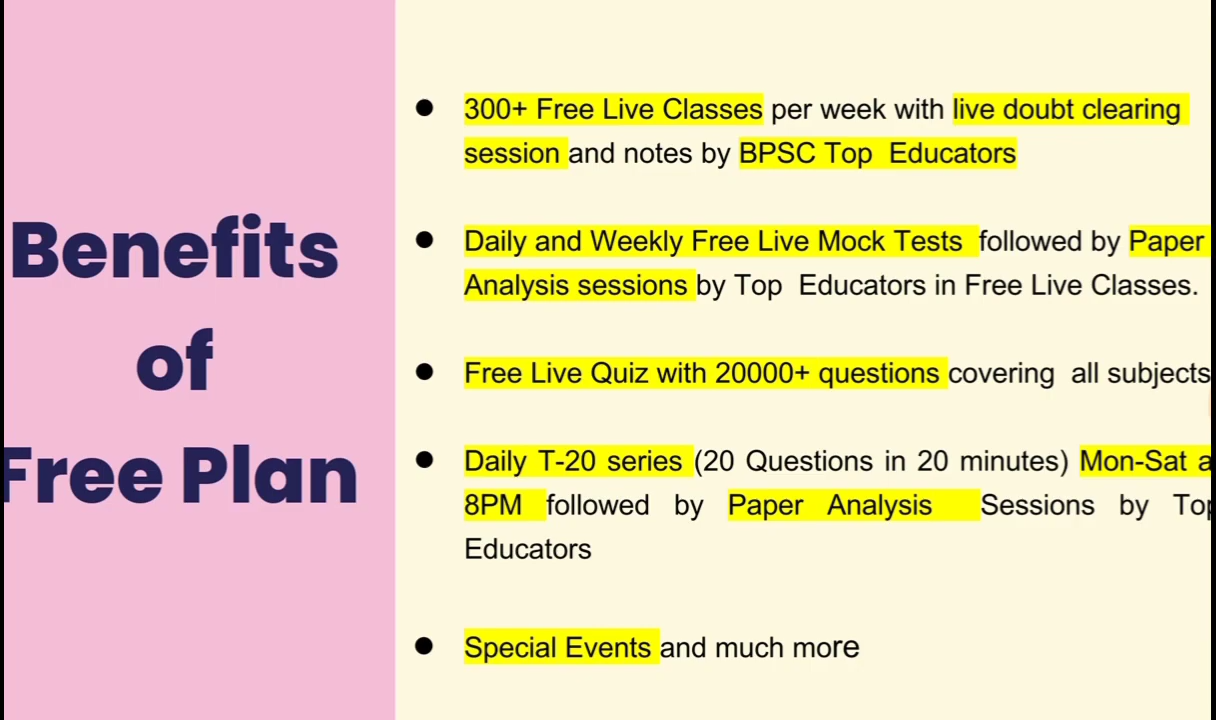 Benefits
of
Free Plan
● 300+ Free Live Classes per week with live doubt clearing
session and notes by BPSC Top Educators
● Daily and Weekly Free Live Mock Tests followed by Paper
Analysis sessions by Top Educators in Free Live Classes.
● Free Live Quiz with 20000+ questions covering all subjects
● Daily T-20 series (20 Questions in 20 minutes) Mon-Sat a
8PM followed by Paper Analysis Sessions by Top
Educators
● Special Events and much more